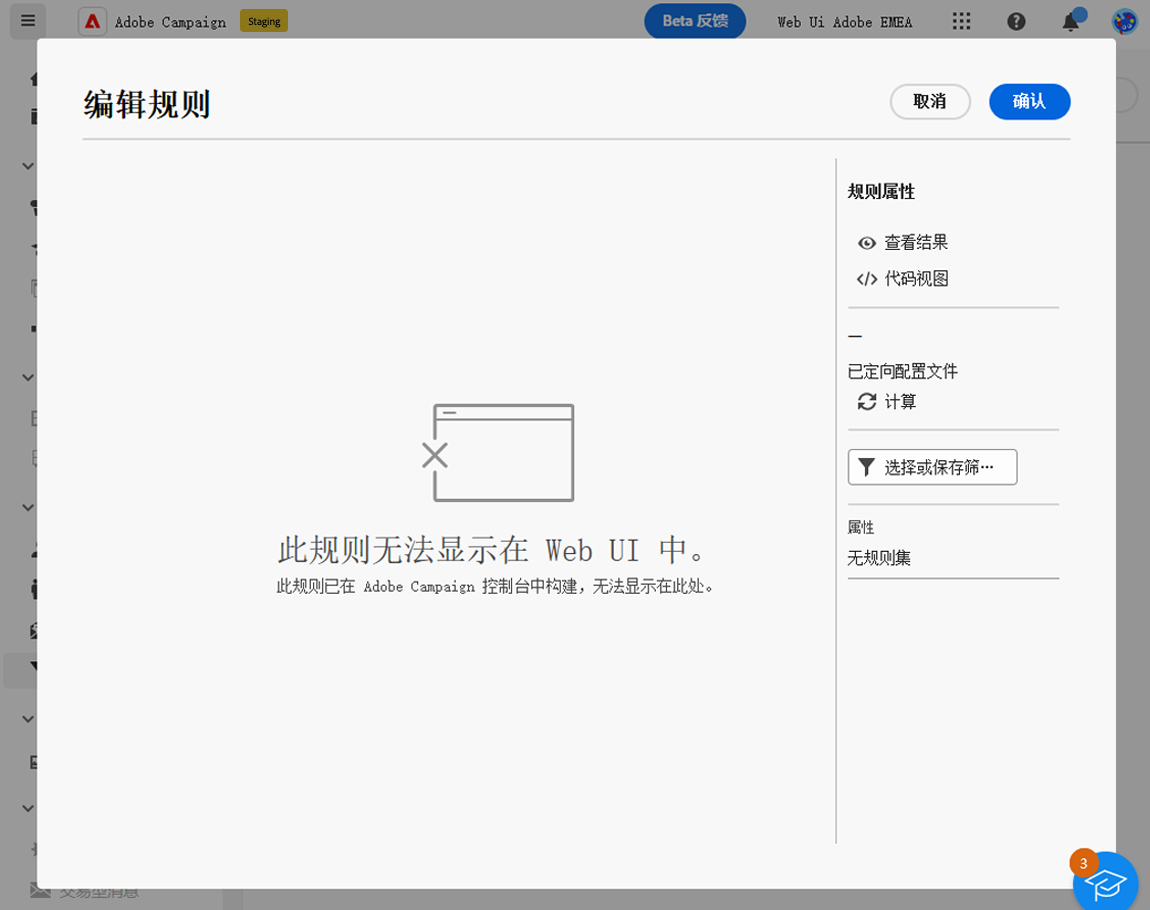 Adobe Campaign
Staging
Beta 反馈
Web Ui Adobe EMEA
编辑规则
取消
确认
此规则无法显示在 Web UI 中。
此规则已在 Adobe Campaign 控制台中构建，无法显示在此处。
规则属性
查看结果
代码视图
—
已定向配置文件
计算
选择或保存筛…
属性
无规则集
3
交易型消息